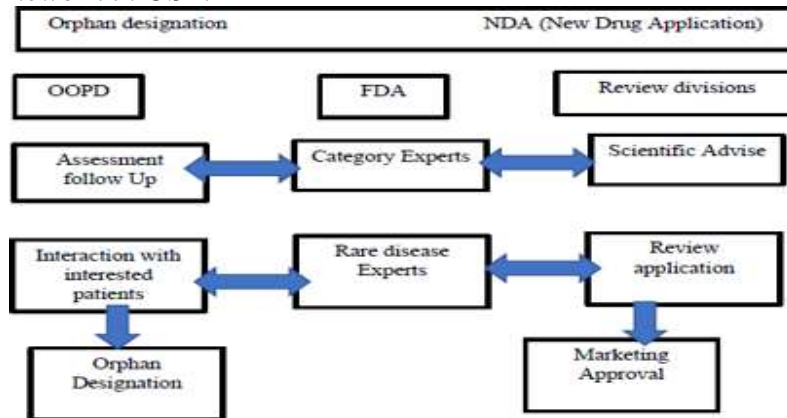 Orphan designation NDA (New Drug Application)
OOPD FDA Review divisions
Assessment
follow Up
Category Experts
Scientific Advise
Interaction with
interested
patients
Rare disease
Experts
Review
application
Orphan
Designation
Marketing
Approval